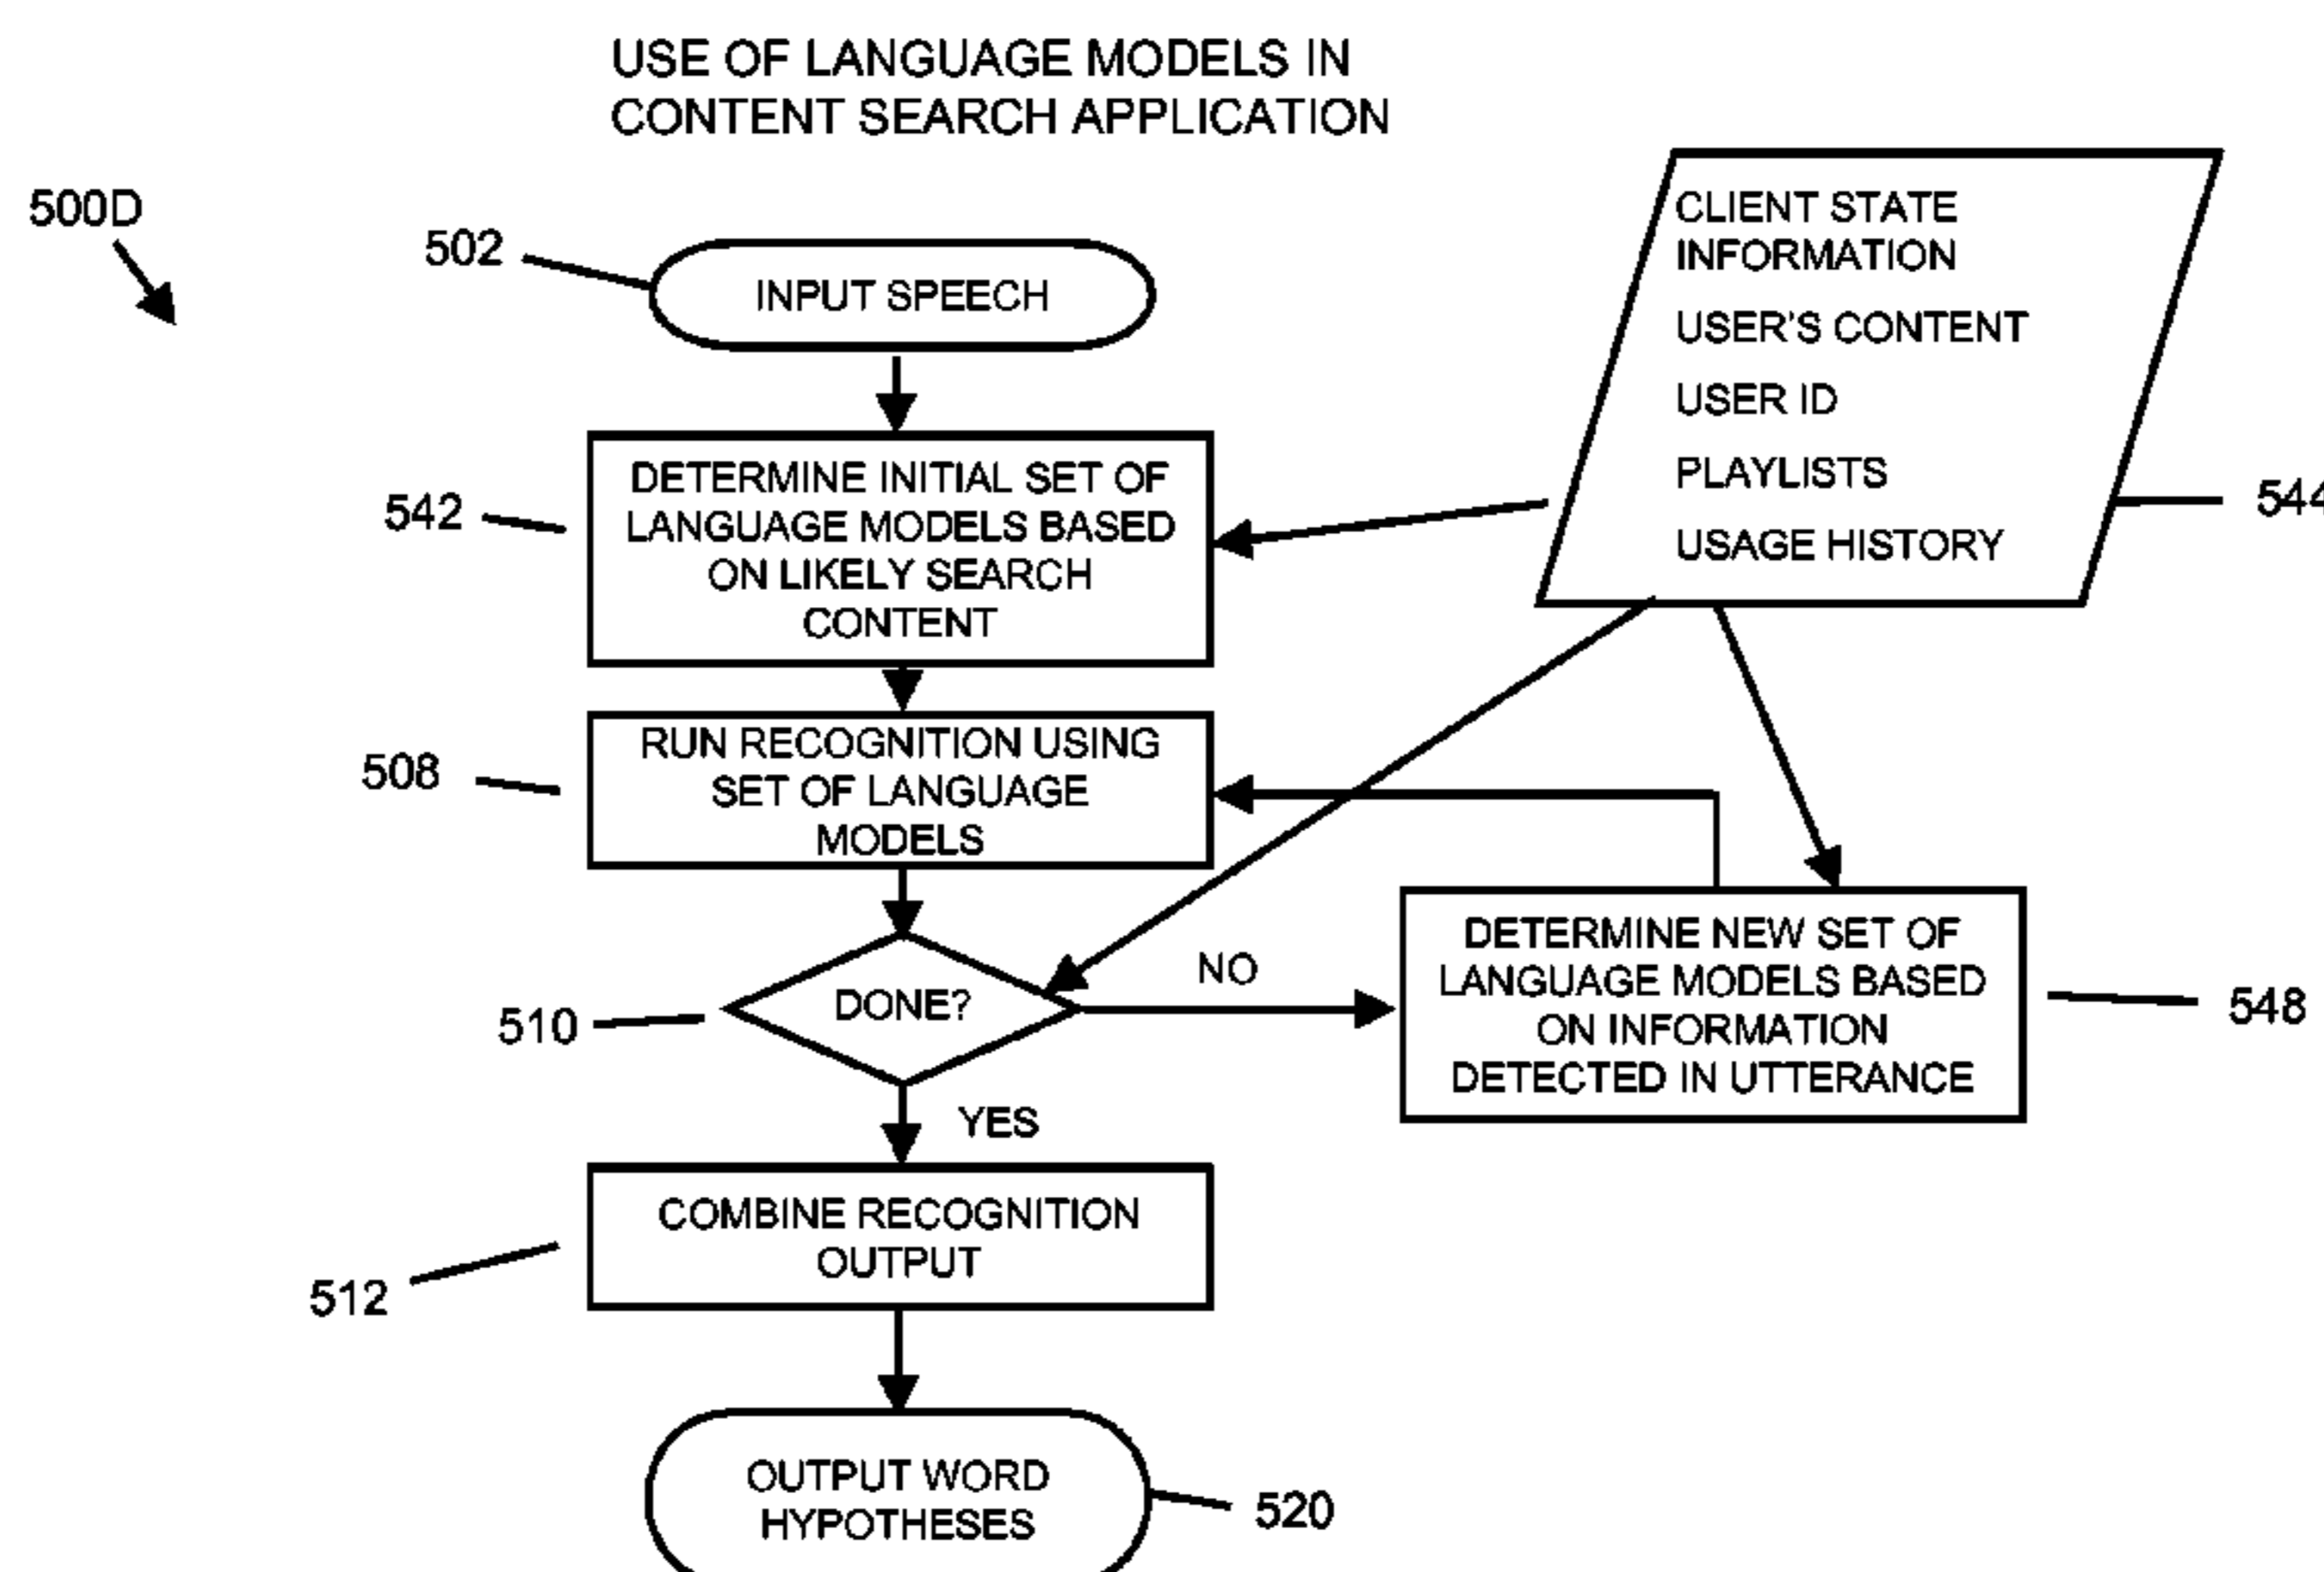 USE OF LANGUAGE MODELS IN
CONTENT SEARCH APPLICATION
500D
502
INPUT SPEECH
CLIENT STATE
INFORMATION
USER'S CONTENT
USER ID
PLAYLISTS
USAGE HISTORY
544
542
DETERMINE INITIAL SET OF
LANGUAGE MODELS BASED
ON LIKELY SEARCH
CONTENT
508
RUN RECOGNITION USING
SET OF LANGUAGE
MODELS
510
DONE?
NO
DETERMINE NEW SET OF
LANGUAGE MODELS BASED
ON INFORMATION
DETECTED IN UTTERANCE
548
YES
512
COMBINE RECOGNITION
OUTPUT
OUTPUT WORD
HYPOTHESES
520